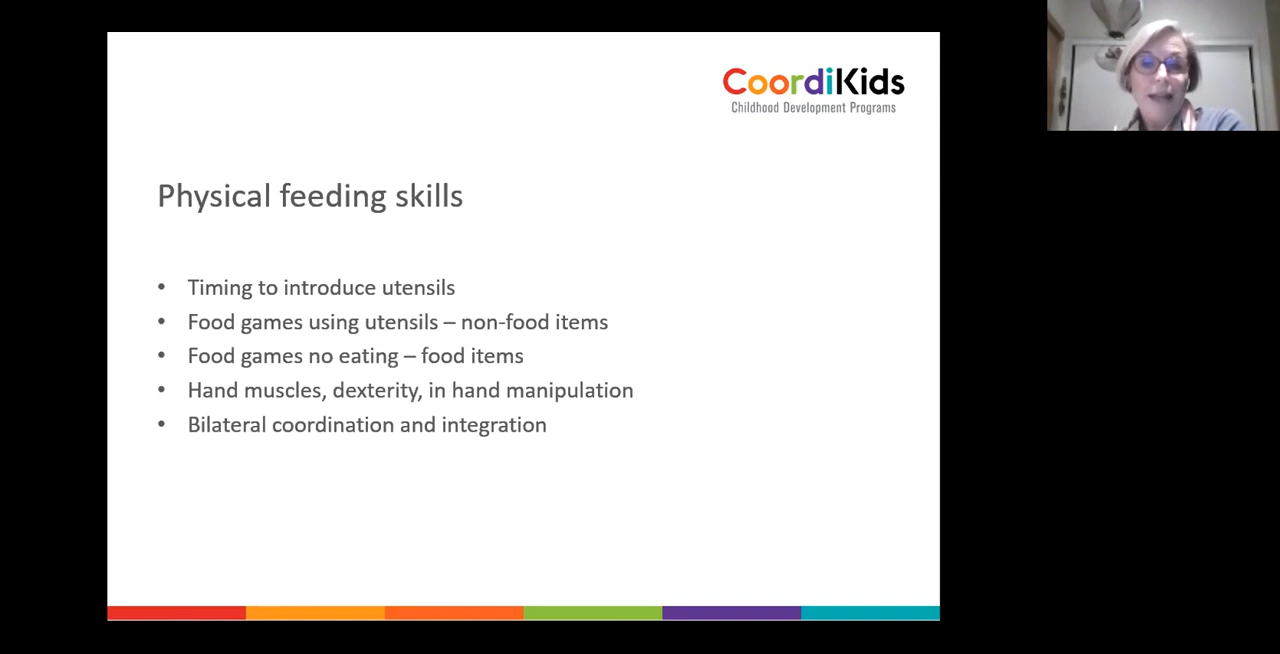 CoordiKids
Childhood Development Programs
Physical feeding skills
• Timing to introduce utensils
• Food games using utensils – non-food items
• Food games no eating – food items
• Hand muscles, dexterity, in hand manipulation
• Bilateral coordination and integration